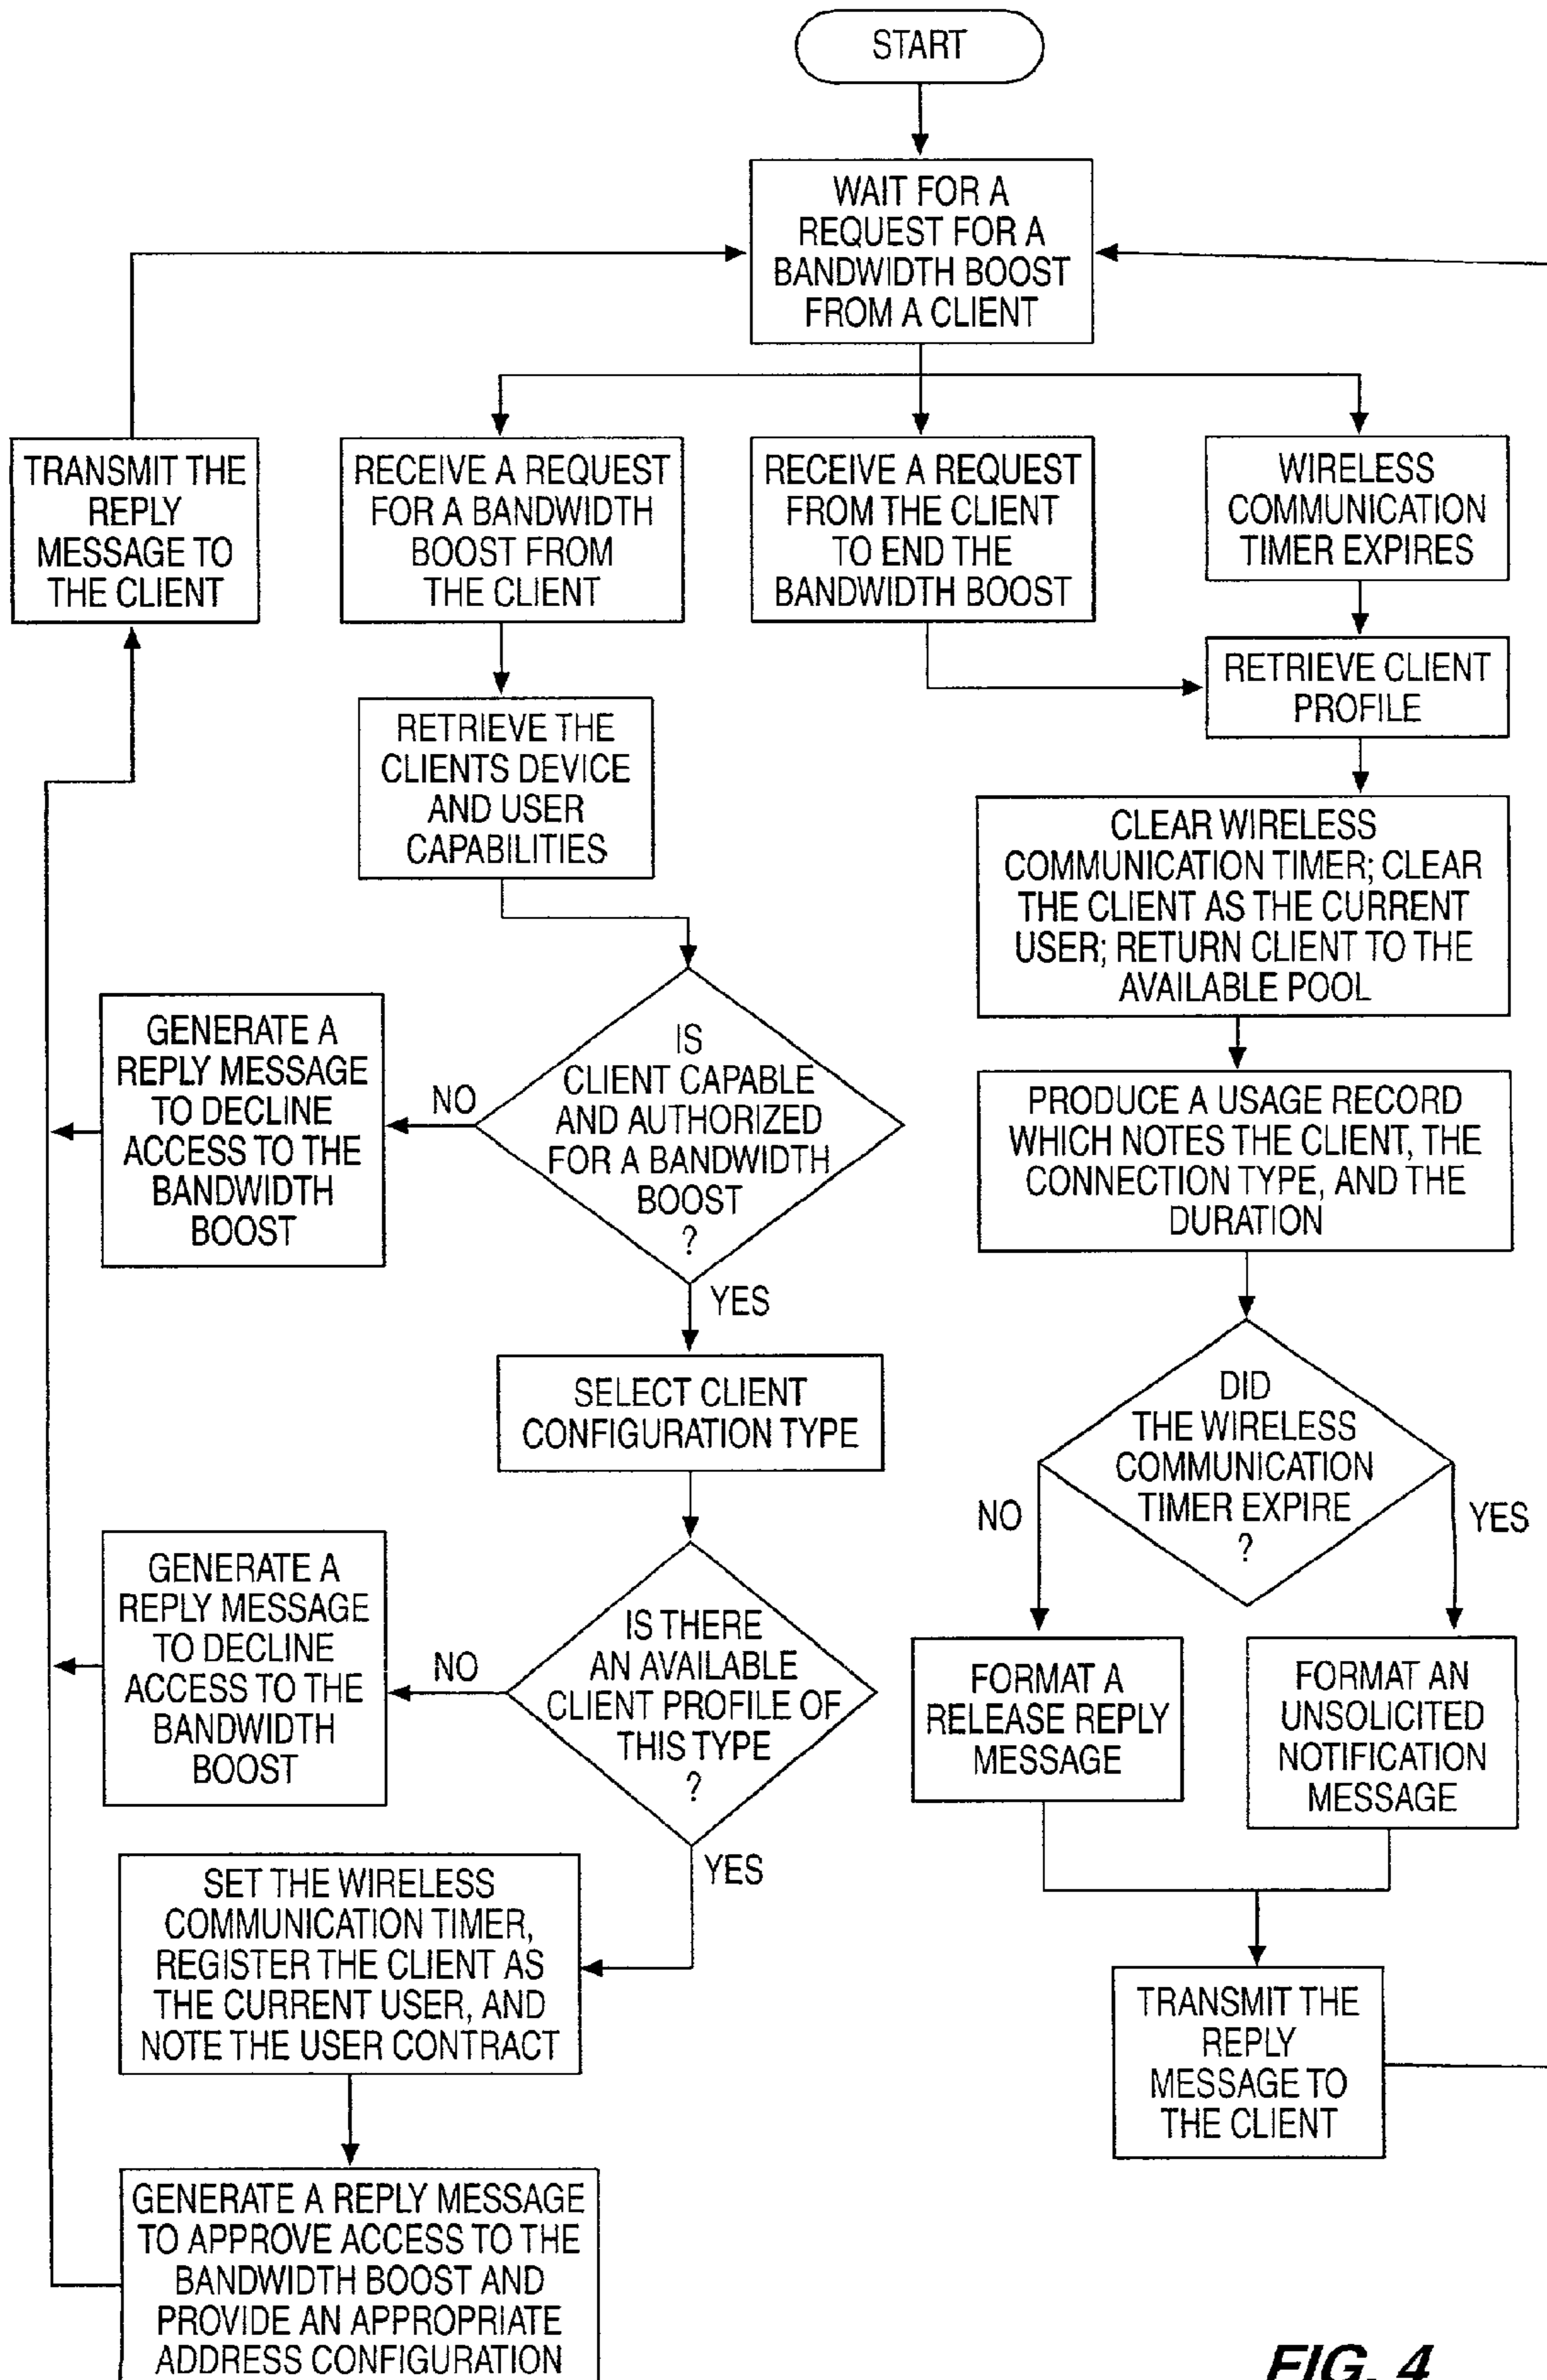 START
WAIT FOR A
REQUEST FOR A
BANDWIDTH BOOST
FROM A CLIENT
TRANSMIT THE
REPLY
MESSAGE TO
THE CLIENT
RECEIVE A REQUEST
FOR A BANDWIDTH
BOOST FROM
THE CLIENT
RECEIVE A REQUEST
FROM THE CLIENT
TO END THE
BANDWIDTH BOOST
WIRELESS
COMMUNICATION
TIMER EXPIRES
RETRIEVE CLIENT
PROFILE
RETRIEVE THE
CLIENTS DEVICE
AND USER
CAPABILITIES
CLEAR WIRELESS
COMMUNICATION TIMER; CLEAR
THE CLIENT AS THE CURRENT
USER; RETURN CLIENT TO THE
AVAILABLE POOL
GENERATE A
REPLY MESSAGE
TO DECLINE
ACCESS TO THE
BANDWIDTH
BOOST
NO
IS
CLIENT CAPABLE
AND AUTHORIZED
FOR A BANDWIDTH
BOOST
?
YES
PRODUCE A USAGE RECORD
WHICH NOTES THE CLIENT, THE
CONNECTION TYPE, AND THE
DURATION
SELECT CLIENT
CONFIGURATION TYPE
DID
THE WIRELESS
COMMUNICATION
TIMER EXPIRE
?
NO
YES
GENERATE A
REPLY MESSAGE
TO DECLINE
ACCESS TO THE
BANDWIDTH
BOOST
NO
IS THERE
AN AVAILABLE
CLIENT PROFILE OF
THIS TYPE
?
YES
FORMAT A
RELEASE REPLY
MESSAGE
FORMAT AN
UNSOLICITED
NOTIFICATION
MESSAGE
SET THE WIRELESS
COMMUNICATION TIMER,
REGISTER THE CLIENT AS
THE CURRENT USER, AND
NOTE THE USER CONTRACT
TRANSMIT THE
REPLY
MESSAGE TO
THE CLIENT
GENERATE A REPLY MESSAGE
TO APPROVE ACCESS TO THE
BANDWIDTH BOOST AND
PROVIDE AN APPROPRIATE
ADDRESS CONFIGURATION
FIG. 4